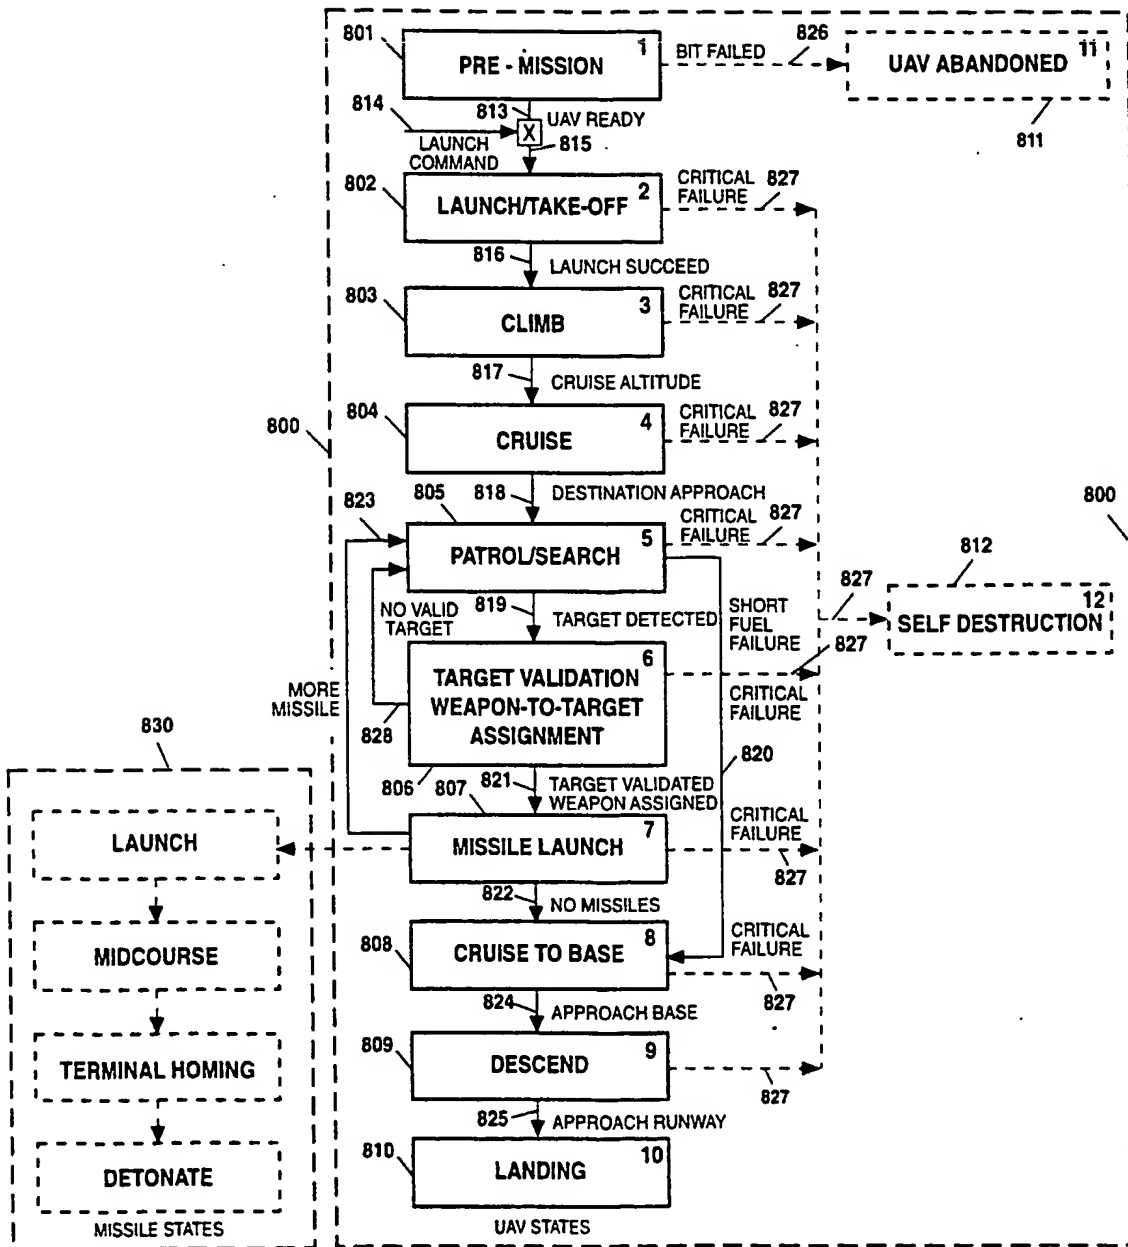 801
PRE - MISSION
1
BIT FAILED
826
UAV ABANDONED
11
811
813
UAV READY
814
X
815
LAUNCH
COMMAND
802
LAUNCH/TAKE-OFF
2
CRITICAL
FAILURE
827
816
LAUNCH SUCCEED
803
CLIMB
3
CRITICAL
FAILURE
827
817
CRUISE ALTITUDE
804
CRUISE
4
CRITICAL
FAILURE
827
800
818
DESTINATION APPROACH
823
805
PATROL/SEARCH
5
CRITICAL
FAILURE
827
800
NO VALID
TARGET
819
TARGET DETECTED
SHORT
FUEL
FAILURE
827
812
SELF DESTRUCTION
12
827
TARGET VALIDATION
WEAPON-TO-TARGET
ASSIGNMENT
6
CRITICAL
FAILURE
MORE
MISSILE
828
820
806
821
TARGET VALIDATED
WEAPON ASSIGNED
807
MISSILE LAUNCH
7
CRITICAL
FAILURE
827
822
NO MISSILES
808
CRUISE TO BASE
8
CRITICAL
FAILURE
827
824
APPROACH BASE
809
DESCEND
9
827
825
APPROACH RUNWAY
810
LANDING
10
UAV STATES
830
LAUNCH
MIDCOURSE
TERMINAL HOMING
DETONATE
MISSILE STATES